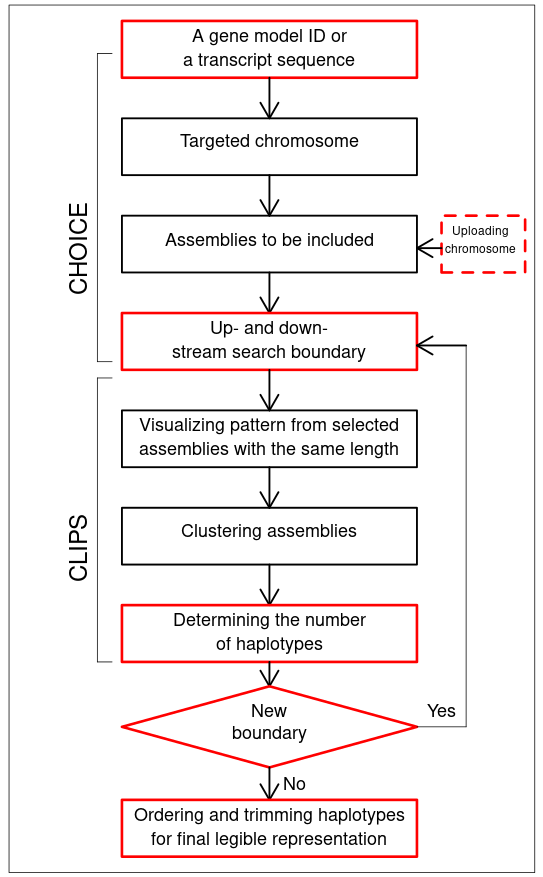 A gene model ID or
a transcript sequence
Targeted chromosome
CHOICE
Assemblies to be included
Uploading
chromosome
Up- and down-
stream search boundary
Visualizing pattern from selected
assemblies with the same length
CLIPS
Clustering assemblies
Determining the number
of haplotypes
New
boundary
Yes
No
Ordering and trimming haplotypes
for final legible representation